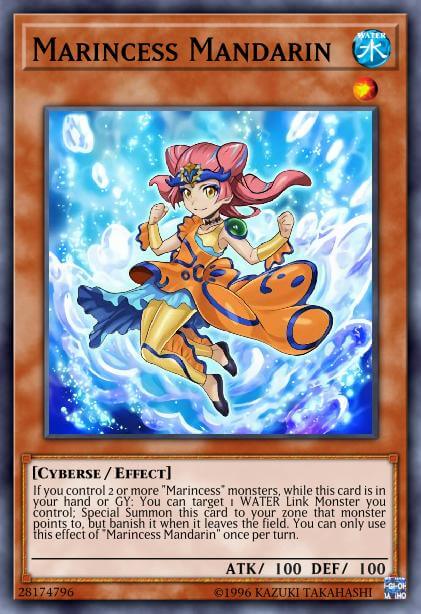 MARINCESS MANDARIN
WATER
水
[CYBERSE / EFFECT]
If you control 2 or more "Marincess" monsters, while this card is in
your hand or GY: You can target 1 WATER Link Monster you
control; Special Summon this card to your zone that monster
points to, but banish it when it leaves the field. You can only use
this effect of "Marincess Mandarin" once per turn.
ATK/ 100 DEF/ 100
28174796
©1996 KAZUKI TAKAHASHI